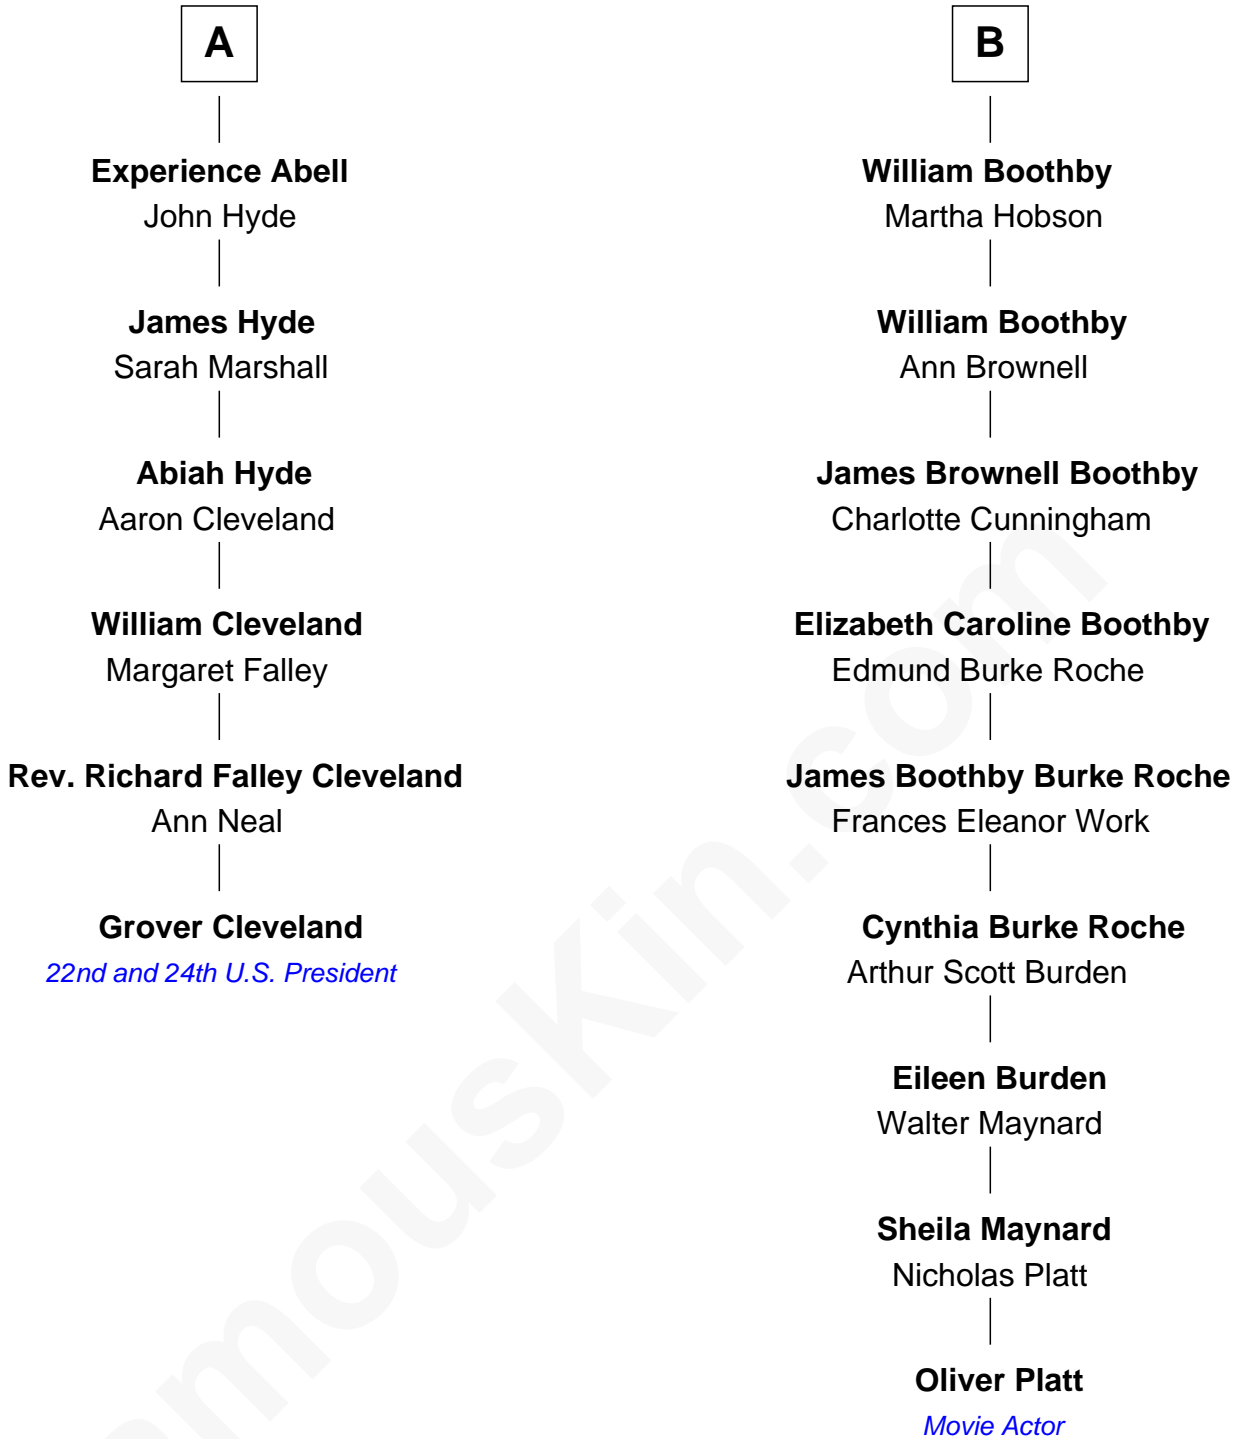 A
Experience Abell
John Hyde
James Hyde
Sarah Marshall
Abiah Hyde
Aaron Cleveland
William Cleveland
Margaret Falley
Rev. Richard Falley Cleveland
Ann Neal
Grover Cleveland
22nd and 24th U.S. President
B
William Boothby
Martha Hobson
William Boothby
Ann Brownell
James Brownell Boothby
Charlotte Cunningham
Elizabeth Caroline Boothby
Edmund Burke Roche
James Boothby Burke Roche
Frances Eleanor Work
Cynthia Burke Roche
Arthur Scott Burden
Eileen Burden
Walter Maynard
Sheila Maynard
Nicholas Platt
Oliver Platt
Movie Actor
amousKin.com